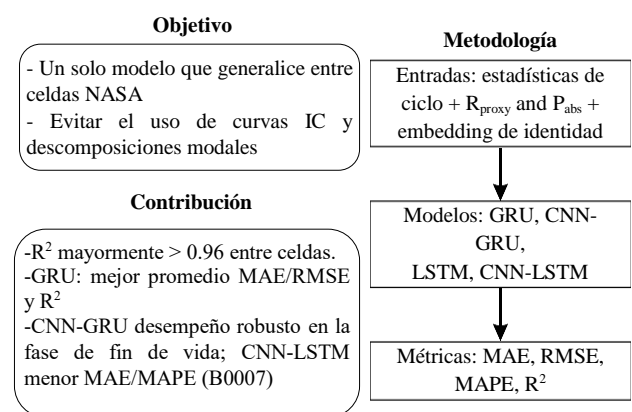 Objetivo
- Un solo modelo que generalice entre
celdas NASA
- Evitar el uso de curvas IC y
descomposiciones modales
Contribución
-R² mayormente > 0.96 entre celdas.
-GRU: mejor promedio MAE/RMSE
y R²
-CNN-GRU desempeño robusto en la
fase de fin de vida; CNN-LSTM
menor MAE/MAPE (B0007)
Metodología
Entradas: estadísticas de
ciclo + Rproxy and Pabs +
embedding de identidad
Modelos: GRU, CNN-
GRU,
LSTM, CNN-LSTM
Métricas: MAE, RMSE,
MAPE, R²